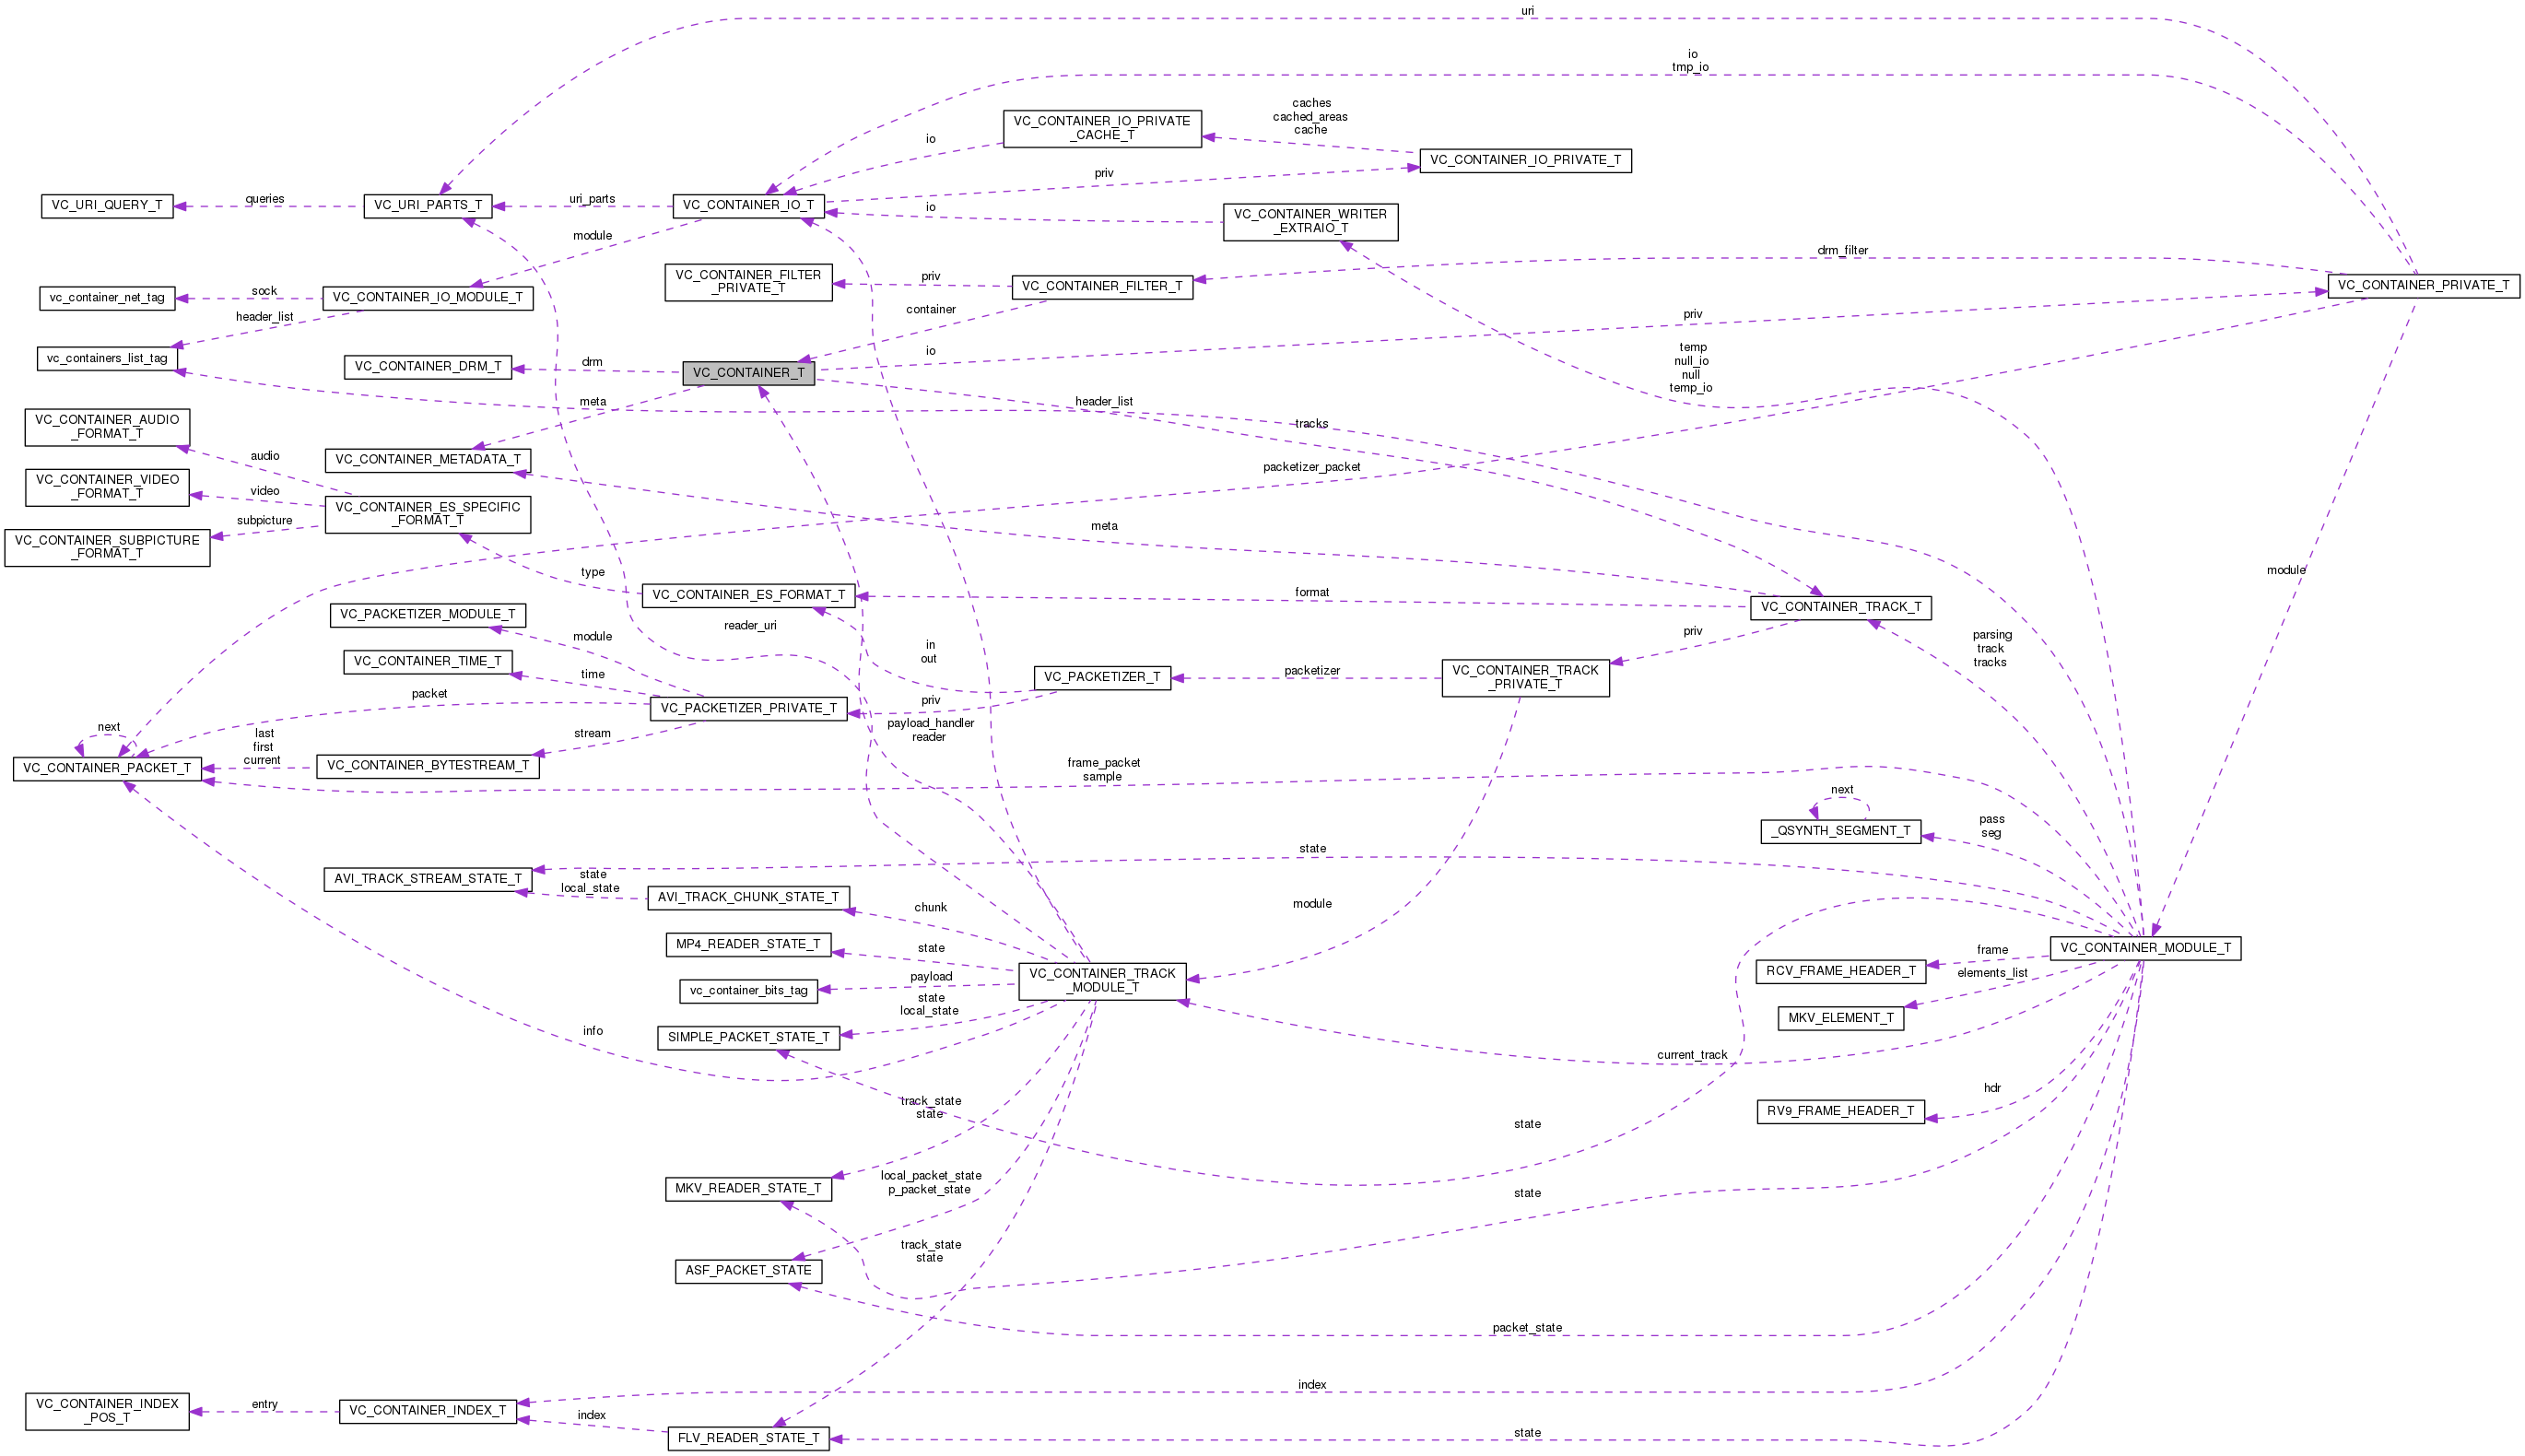 uri
io
tmp_io
caches
cached_areas
cache
VC_CONTAINER_IO_PRIVATE
_CACHE_T
io
VC_CONTAINER_IO_PRIVATE_T
priv
VC_URI_QUERY_T
queries
VC_URI_PARTS_T
uri_parts
VC_CONTAINER_IO_T
io
VC_CONTAINER_WRITER
_EXTRAIO_T
module
drm_filter
VC_CONTAINER_FILTER
_PRIVATE_T
priv
VC_CONTAINER_FILTER_T
VC_CONTAINER_PRIVATE_T
vc_container_net_tag
sock
VC_CONTAINER_IO_MODULE_T
header_list
container
priv
vc_containers_list_tag
VC_CONTAINER_DRM_T
drm
VC_CONTAINER_T
io
temp
null_io
null
temp_io
meta
header_list
tracks
VC_CONTAINER_AUDIO
_FORMAT_T
audio
VC_CONTAINER_METADATA_T
packetizer_packet
VC_CONTAINER_VIDEO
_FORMAT_T
video
VC_CONTAINER_ES_SPECIFIC
_FORMAT_T
subpicture
VC_CONTAINER_SUBPICTURE
_FORMAT_T
meta
type
VC_CONTAINER_ES_FORMAT_T
format
VC_CONTAINER_TRACK_T
module
VC_PACKETIZER_MODULE_T
module
reader_uri
in
out
priv
parsing
track
tracks
VC_CONTAINER_TIME_T
time
VC_PACKETIZER_T
packetizer
VC_CONTAINER_TRACK
_PRIVATE_T
packet
VC_PACKETIZER_PRIVATE_T
priv
next
last
first
current
stream
payload_handler
reader
VC_CONTAINER_PACKET_T
VC_CONTAINER_BYTESTREAM_T
frame_packet
sample
next
_QSYNTH_SEGMENT_T
pass
seg
state
AVI_TRACK_STREAM_STATE_T
state
local_state
AVI_TRACK_CHUNK_STATE_T
chunk
module
MP4_READER_STATE_T
state
VC_CONTAINER_MODULE_T
frame
RCV_FRAME_HEADER_T
elements_list
vc_container_bits_tag
payload
VC_CONTAINER_TRACK
_MODULE_T
state
local_state
MKV_ELEMENT_T
info
SIMPLE_PACKET_STATE_T
current_track
hdr
track_state
state
RV9_FRAME_HEADER_T
state
MKV_READER_STATE_T
local_packet_state
p_packet_state
state
track_state
state
ASF_PACKET_STATE
packet_state
index
VC_CONTAINER_INDEX
_POS_T
entry
VC_CONTAINER_INDEX_T
index
FLV_READER_STATE_T
state